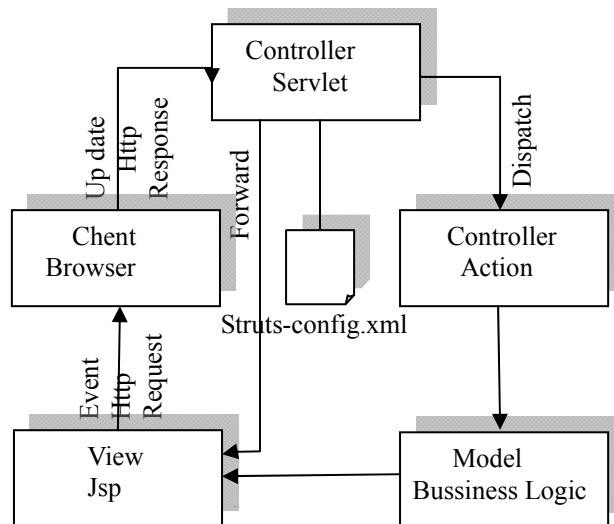 Controller
Servlet
Up date
Http
Response
Forward
Dispatch
Chent
Browser
Controller
Action
Struts-config.xml
Event
Http
Request
View
Jsp
Model
Bussiness Logic